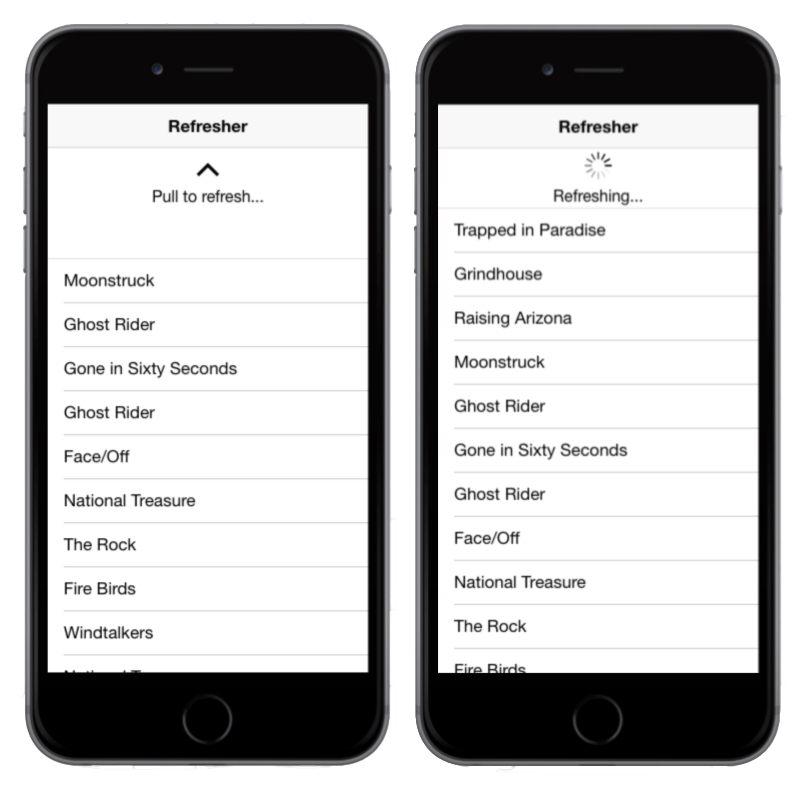 Refresher
Pull to refresh...
Moonstruck
Ghost Rider
Gone in Sixty Seconds
Ghost Rider
Face/Off
National Treasure
The Rock
Fire Birds
Windtalkers
Refresher
Refreshing...
Trapped in Paradise
Grindhouse
Raising Arizona
Moonstruck
Ghost Rider
Gone in Sixty Seconds
Ghost Rider
Face/Off
National Treasure
The Rock
Fire Birds